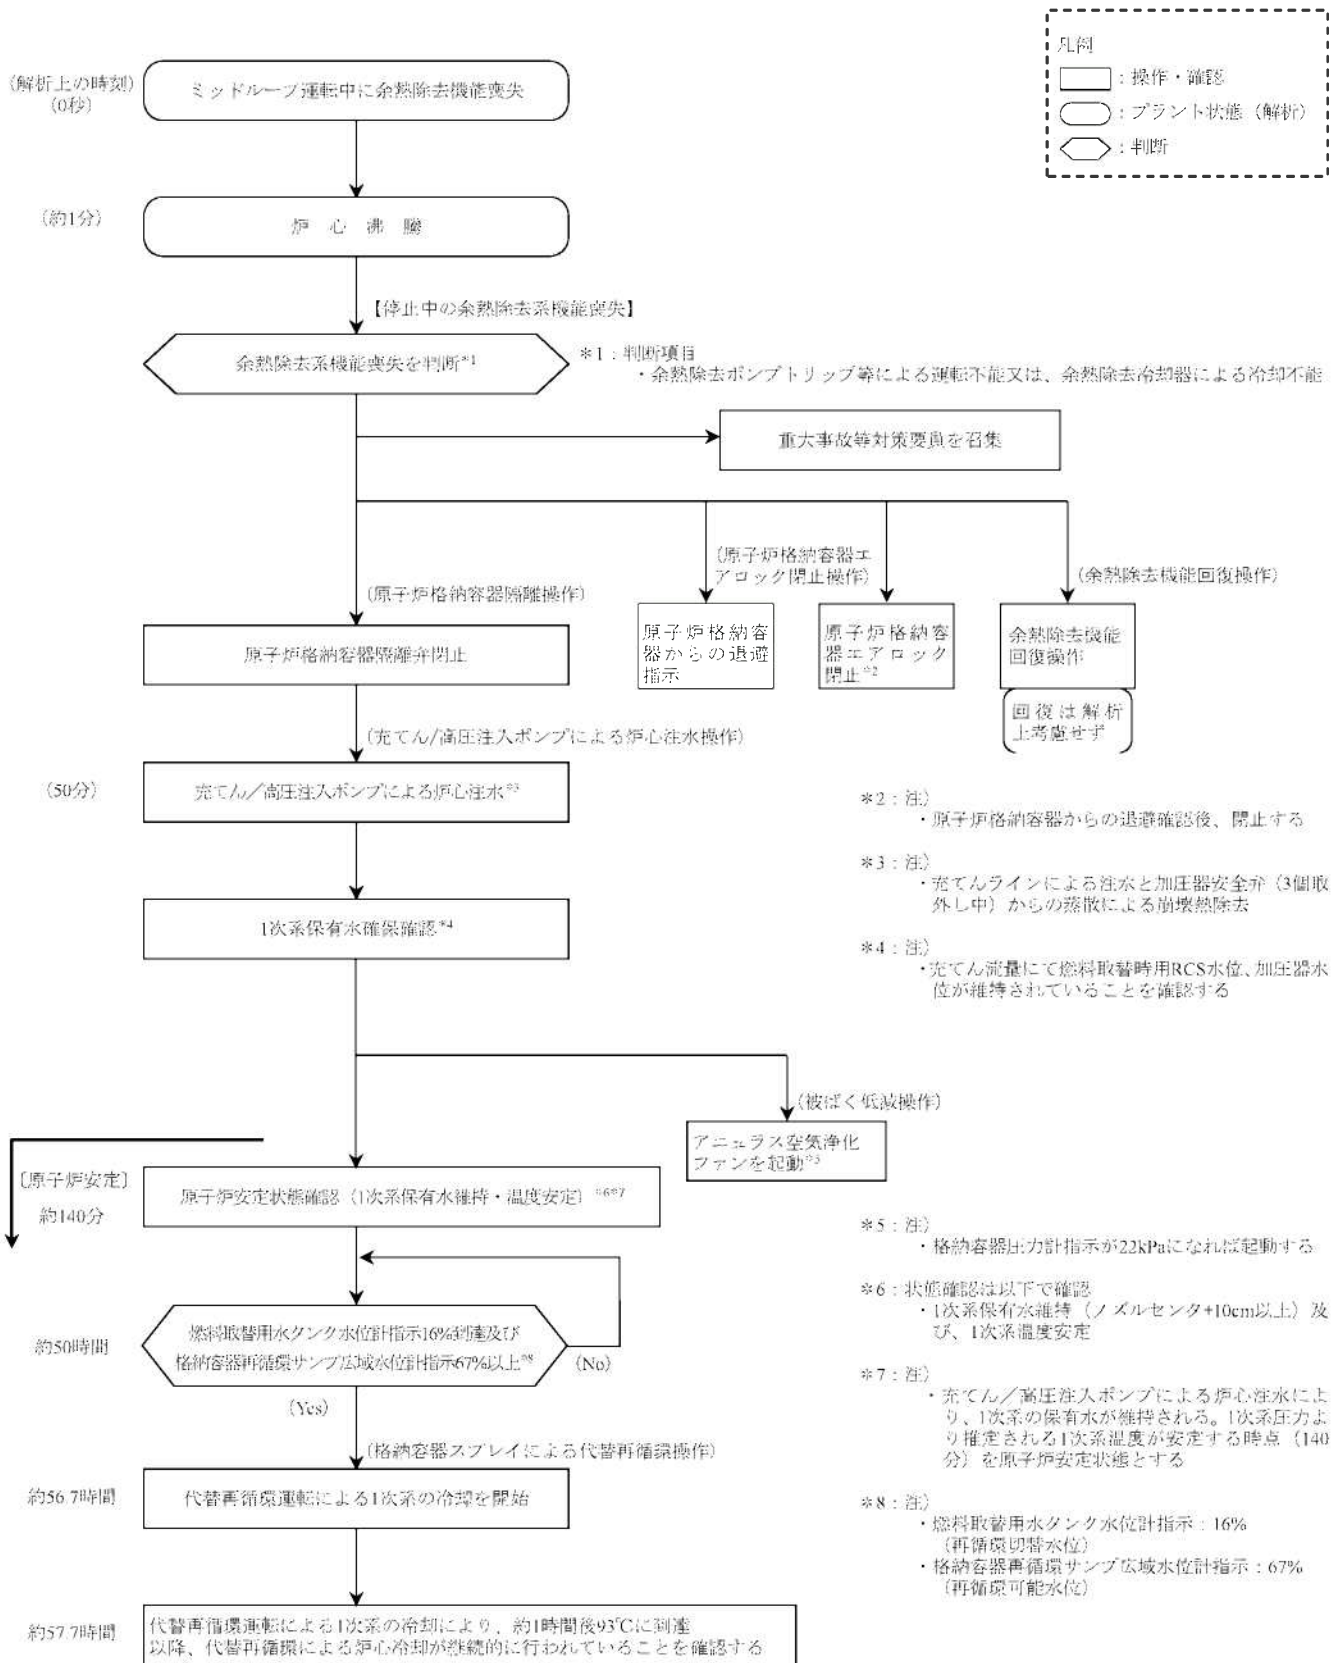 凡例
：操作・確認
：プラント状態（解析）
：判断
(解析上の時刻)
(0秒)
ミッドループ運転中に余熱除去機能喪失
(約1分)
炉　心　沸　騰
【停止中の余熱除去系機能喪失】
余熱除去系機能喪失を判断*1
＊1：判断項目
・余熱除去ポンプトリップ等による運転不能又は、余熱除去冷却器による冷却不能
重大事故等対策要員を召集
(原子炉格納容器隔離操作)
(原子炉格納容器エ
アロック閉止操作)
(余熱除去機能回復操作)
原子炉格納容器隔離弁閉止
原子炉格納容
器からの退避
指示
原子炉格納容
器エアロック
閉止*2
余熱除去機能
回復操作
回復は解析
上考慮せず
(充てん/高圧注入ポンプによる炉心注水操作)
(50分)
充てん／高圧注入ポンプによる炉心注水*3
＊2：注）
・原子炉格納容器からの退避確認後、閉止する
＊3：注）
・充てんラインによる注水と加圧器安全弁（3個取
外し中）からの蒸散による崩壊熱除去
1次系保有水確保確認*4
＊4：注）
・充てん流量にて燃料取替時用RCS水位、加圧器水
位が維持されていることを確認する
(被ばく低減操作)
アニュラス空気浄化
ファンを起動*5
〔原子炉安定〕
約140分
原子炉安定状態確認（1次系保有水維持・温度安定）*6*7
＊5：注）
・格納容器圧力計指示が22kPaになれば起動する
＊6：状態確認は以下で確認
・1次系保有水維持（ノズルセンタ+10cm以上）及
び、1次系温度安定
約50時間
燃料取替用水タンク水位計指示16%到達及び
格納容器再循環サンプ広域水位計指示67%以上*8
(No)
(Yes)
＊7：注）
・充てん／高圧注入ポンプによる炉心注水によ
り、1次系の保有水が維持される。1次系圧力よ
り推定される1次系温度が安定する時点（140
分）を原子炉安定状態とする
(格納容器スプレイによる代替再循環操作)
約56.7時間
代替再循環運転による1次系の冷却を開始
＊8：注）
・燃料取替用水タンク水位計指示：16%
（再循環切替水位）
・格納容器再循環サンプ広域水位計指示：67%
（再循環可能水位）
約57.7時間
代替再循環運転による1次系の冷却により、約1時間後93℃に到達
以降、代替再循環による炉心冷却が継続的に行われていることを確認する